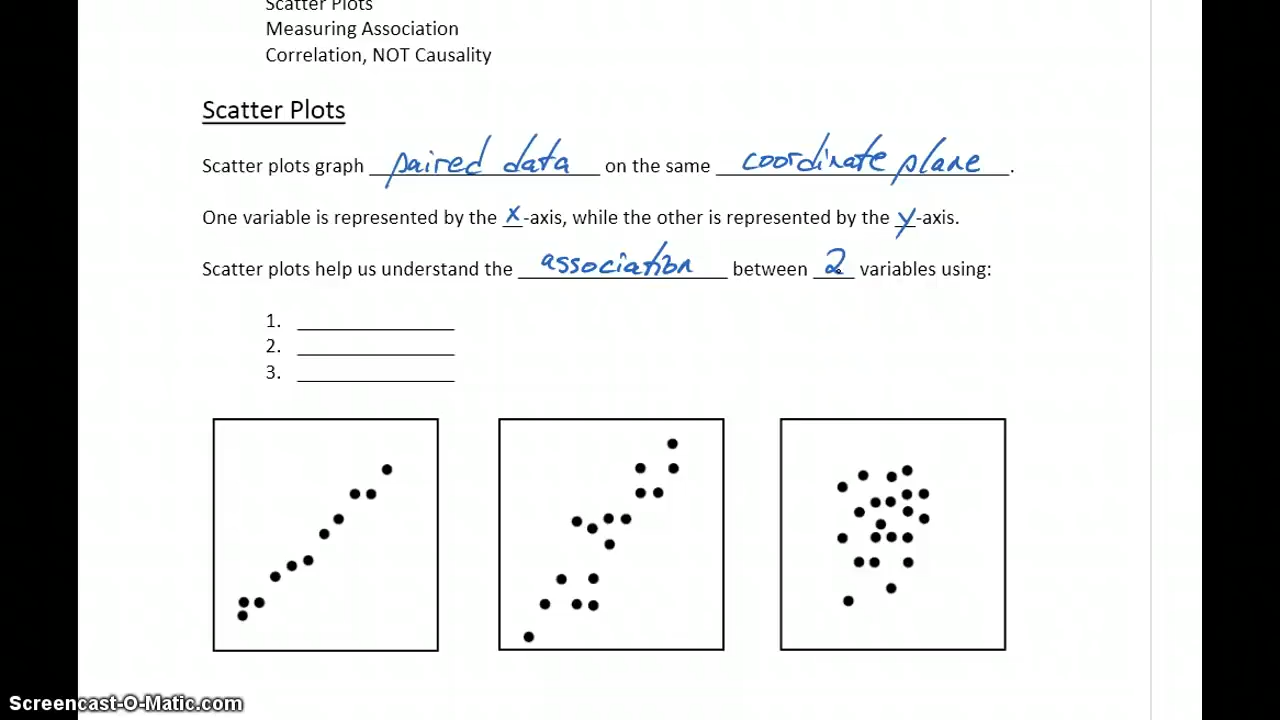 Scatter Plots
Measuring Association
Correlation, NOT Causality
Scatter Plots
Scatter plots graph paired data on the same coordinate plane.
One variable is represented by the x-axis, while the other is represented by the y-axis.
Scatter plots help us understand the association between 2 variables using:
1.
2.
3.
Screencast-O-Matic.com